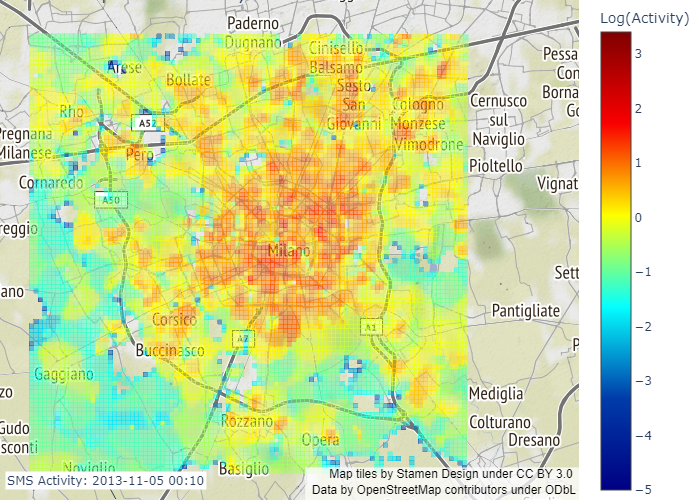 Paderno
Dugnano
Log(Activity)
Cinisello
Balsamo
Arese
Bollate
Sesto
San
Giovanni
Rho
Cologno
Monzese
Vimodrone
Cernusco
sul
Naviglio
A52
Pero
Pioltello
Cornaredo
Vignat
A50
Milano
Pantigliate
Corsico
A7
A1
Buccinasco
Gaggiano
Mediglia
Rozzano
Colturano
Opera
Dresano
Noviglio
Basiglio
Pregnana
Milanese
reggio
ano
zo
Gudo
sconti
Pessa
Con
Borna
Go
Sett
P
3
2
1
0
−1
−2
−3
−4
−5
SMS Activity: 2013-11-05 00:10
Map tiles by Stamen Design under CC BY 3.0
Data by OpenStreetMap contributors under ODbL